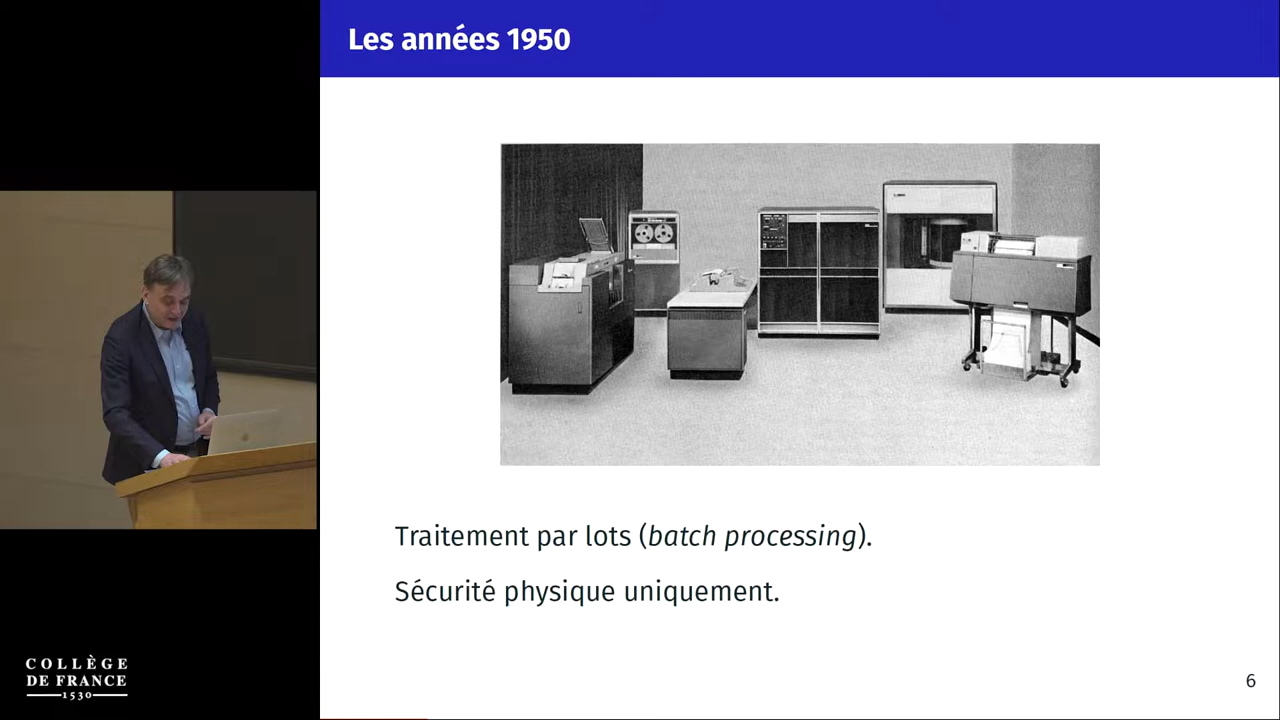 Les années 1950
Traitement par lots (batch processing).
Sécurité physique uniquement.
COLLÈGE
DE FRANCE
1530
6